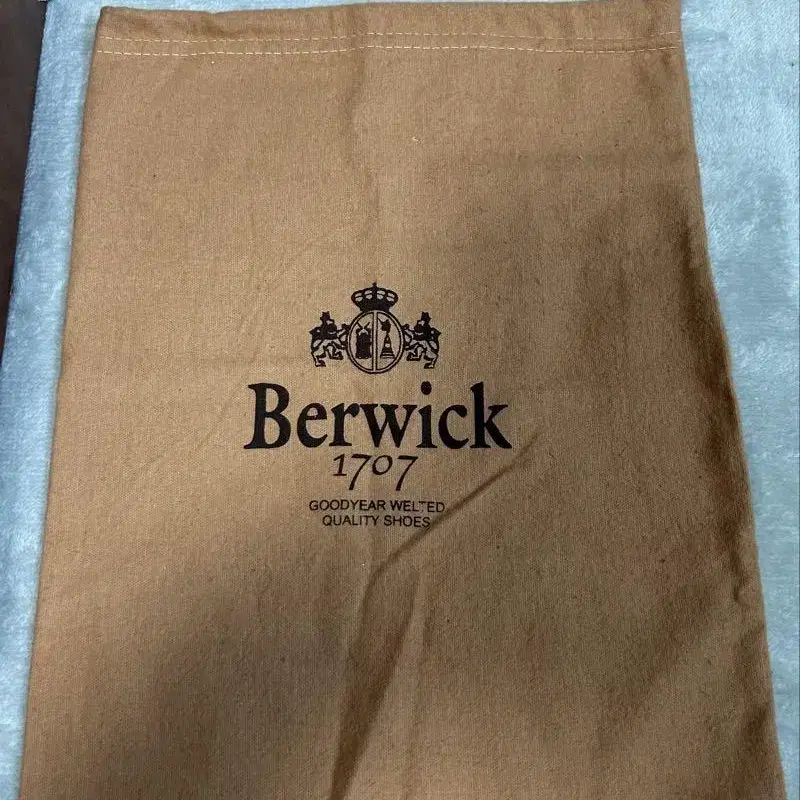 Berwick
1707
GOODYEAR WELTED
QUALITY SHOES